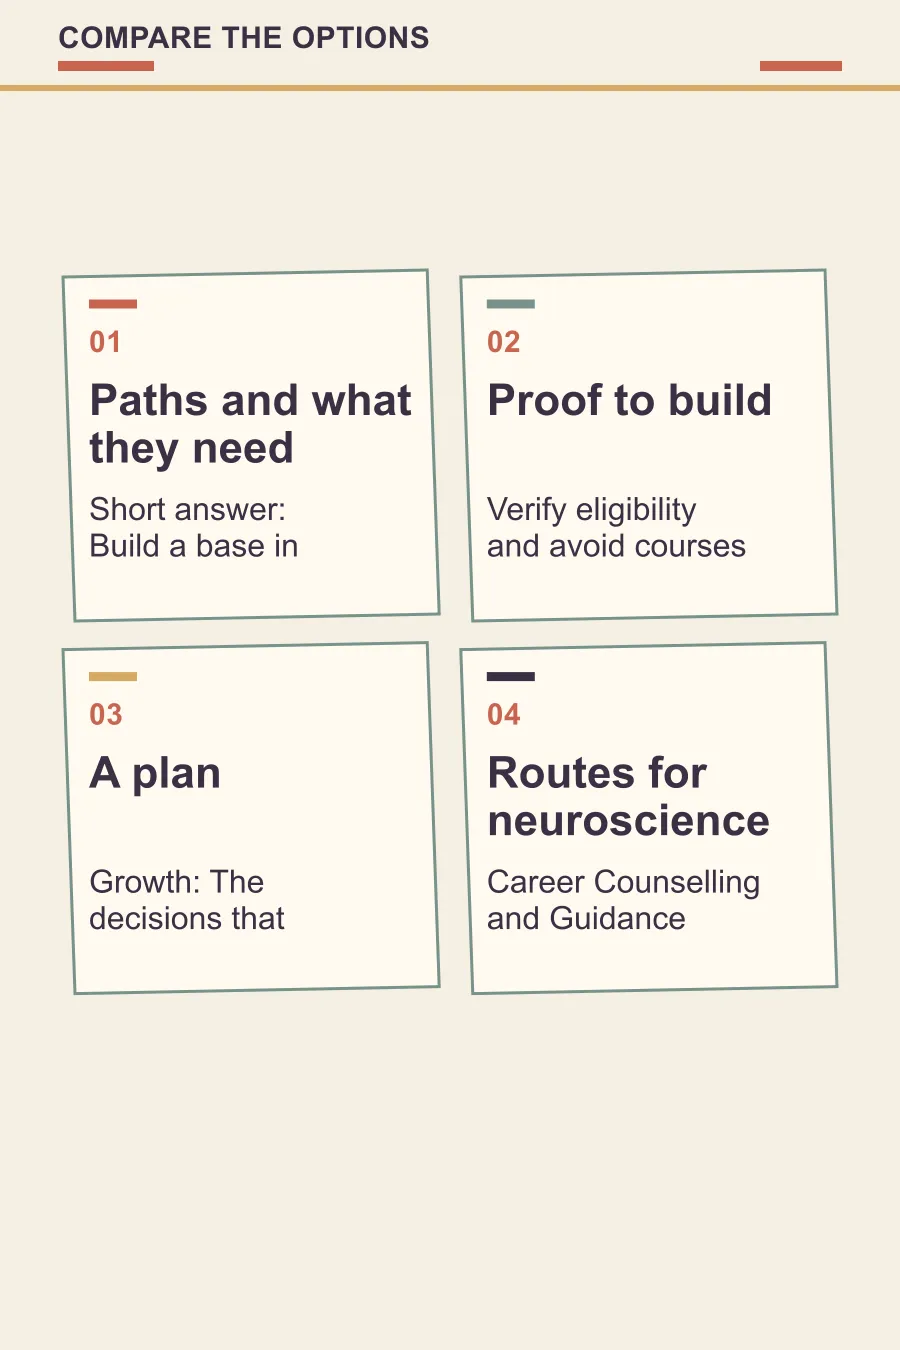 COMPARE THE OPTIONS
01
Paths and what
they need
Short answer:
Build a base in
02
Proof to build
Verify eligibility
and avoid courses
03
A plan
Growth: The
decisions that
04
Routes for
neuroscience
Career Counselling
and Guidance